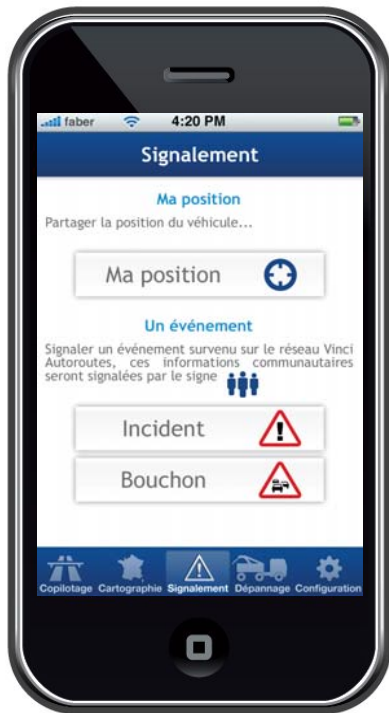 faber 4:20 PM
Signalement
Ma position
Partager la position du véhicule...
Ma position
Un événement
Signaler un événement survenu sur le réseau Vinci
Autoroutes, ces informations communautaires
seront signalées par le signe
Incident
Bouchon
Copilotage Cartographie Signalement Dépannage Configuration